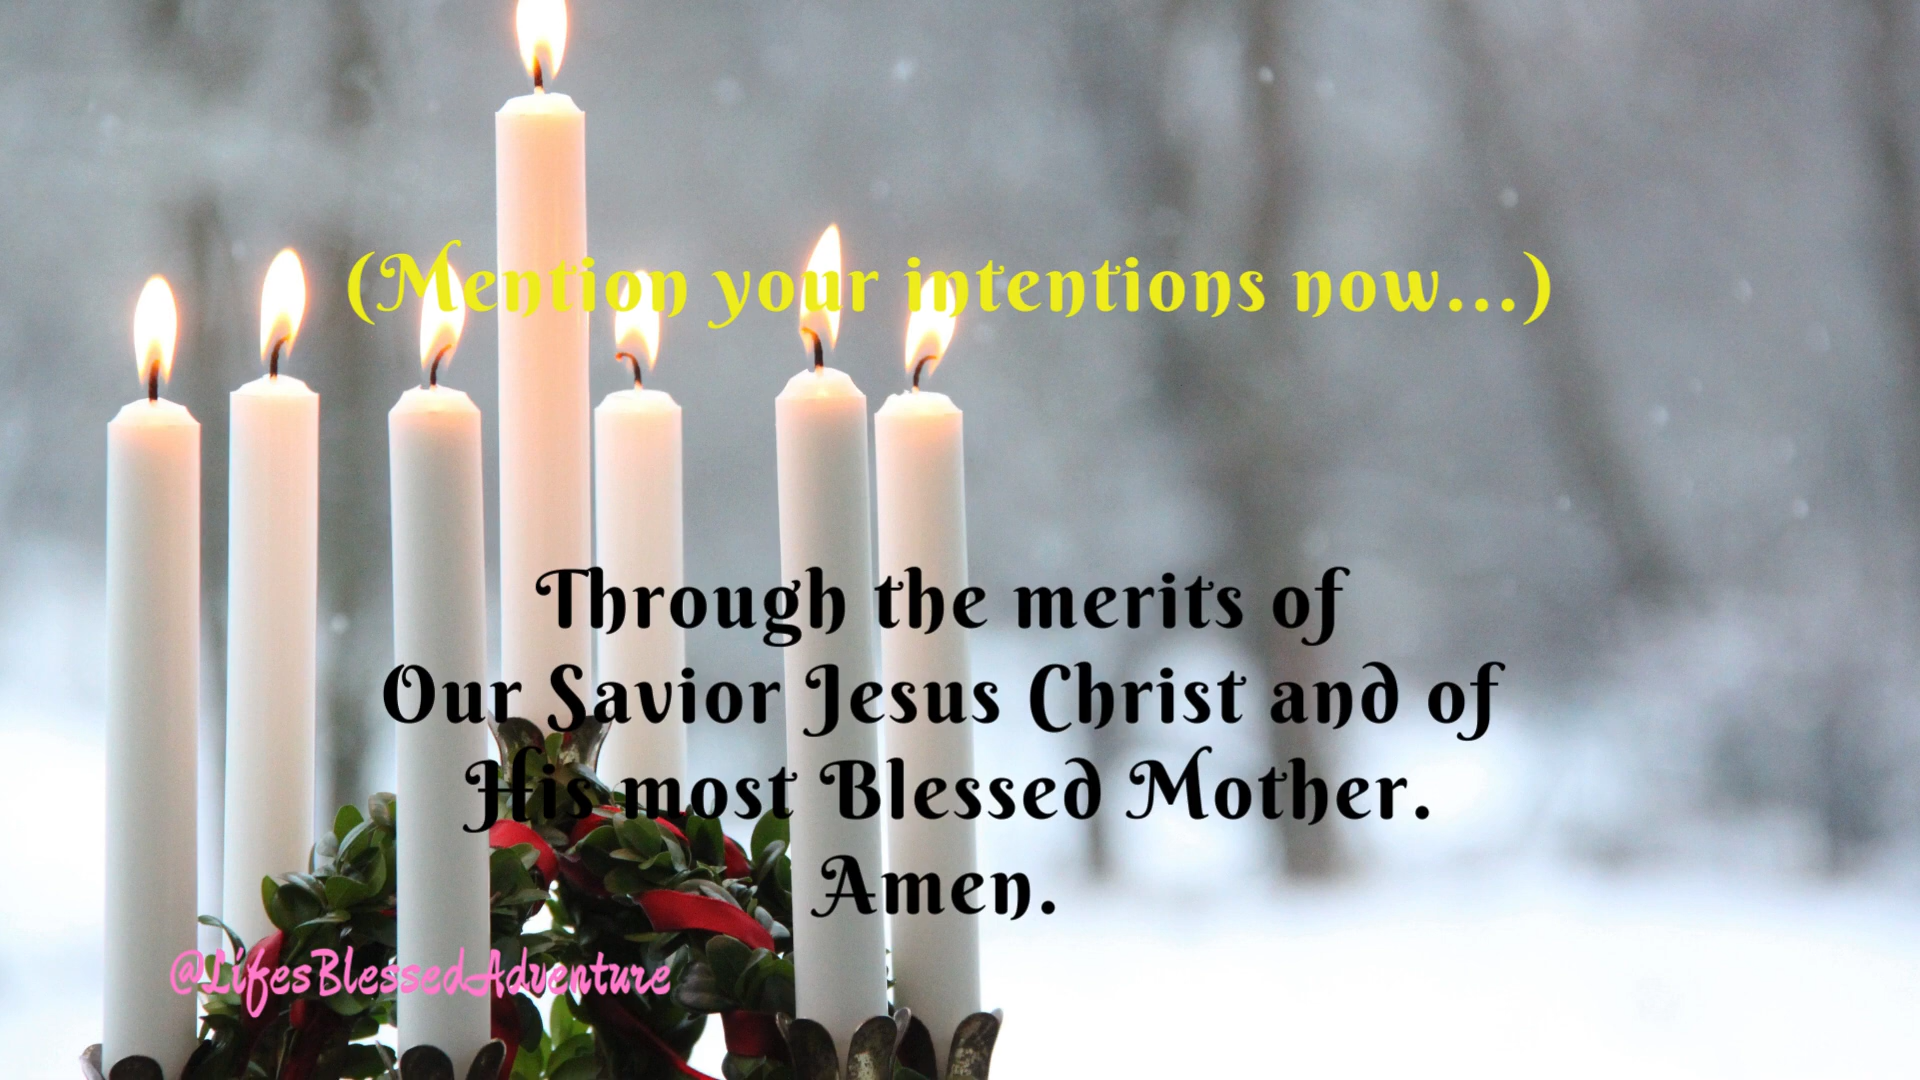 (Mention your intentions now...)
Through the merits of
Our Savior Jesus Christ and of
His most Blessed Mother.
Amen.
@LifesBlessedAdventure